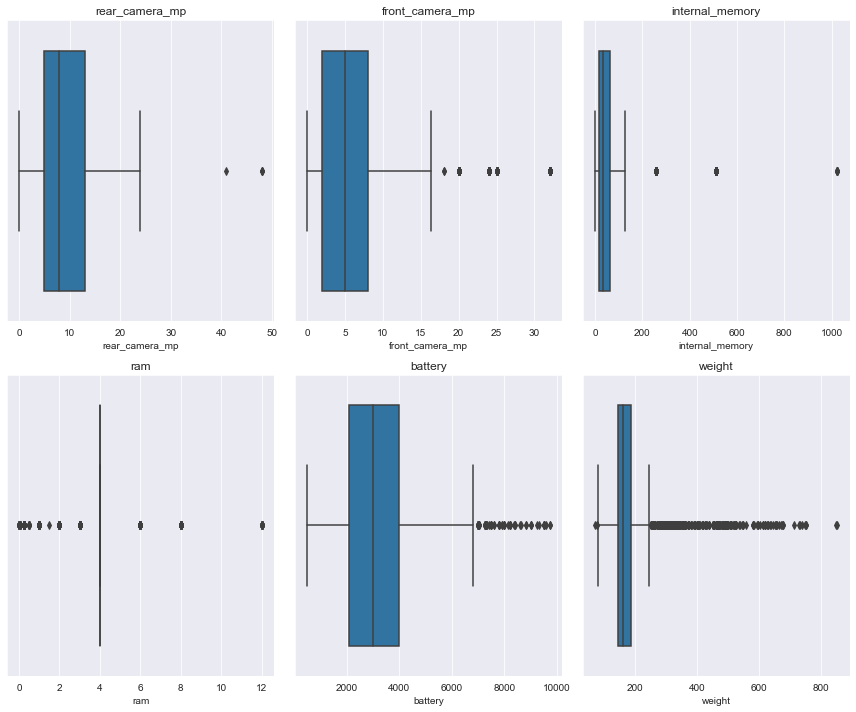 rear_camera_mp front_camera_mp internal_memory
0 10 20 30 40 50 0 5 10 15 20 25 30 0 200 400 600 800 1000
rear_camera_mp front_camera_mp internal_memory
ram battery weight
0 2 4 6 8 10 12 2000 4000 6000 8000 10000 200 400 600 800
ram battery weight